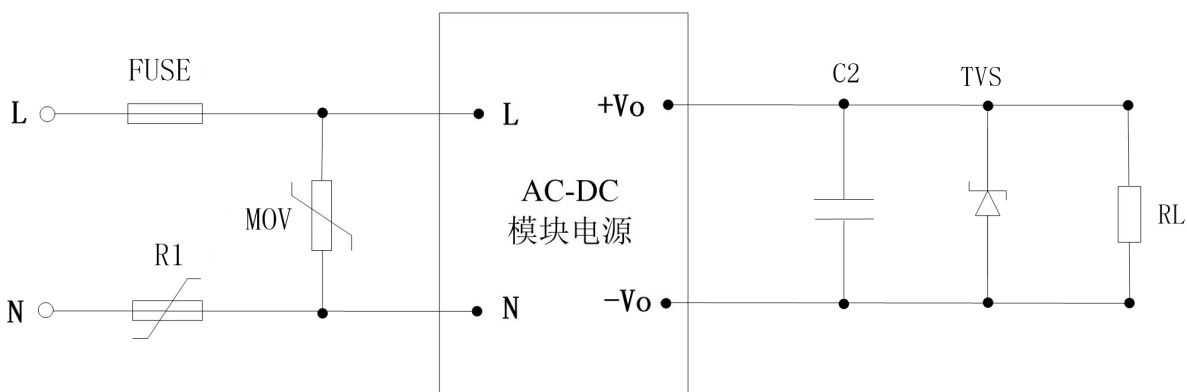 FUSE
L
L
MOV
R1
N
N
AC-DC
模块电源
+Vo
-Vo
C2
TVS
RL